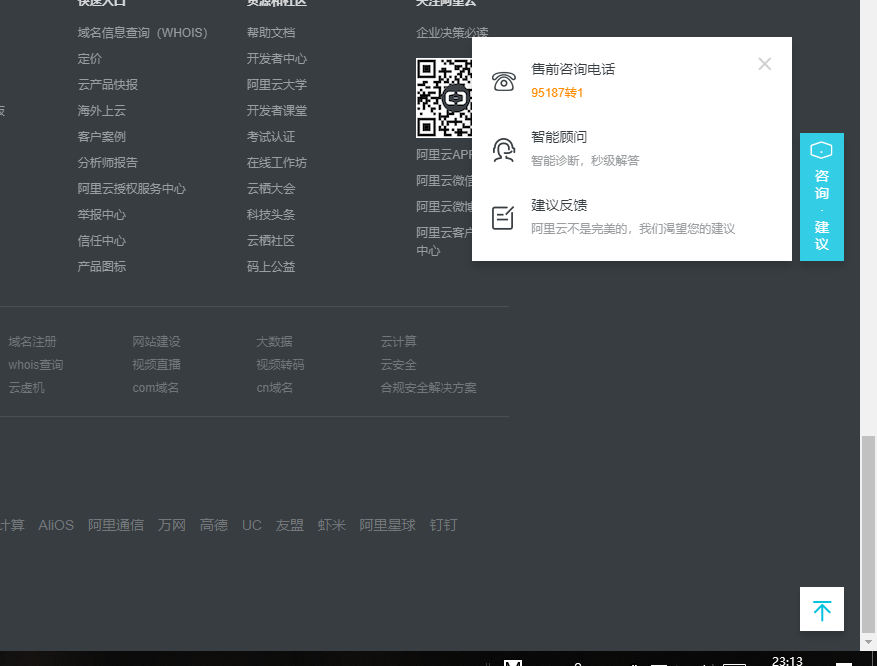 快速入口
域名信息查询（WHOIS）
定价
云产品快报
海外上云
客户案例
分析师报告
阿里云授权服务中心
举报中心
信任中心
产品图标
资源和社区
帮助文档
开发者中心
阿里云大学
开发者课堂
考试认证
在线工作坊
云栖大会
科技头条
云栖社区
码上公益
关注阿里云
企业决策必读
阿里云APP
阿里云微信
阿里云微博
阿里云客户
中心
售前咨询电话
95187转1
智能顾问
智能诊断，秒级解答
建议反馈
阿里云不是完美的，我们渴望您的建议
咨询·建议
域名注册 网站建设 大数据 云计算
whois查询 视频直播 视频转码 云安全
云虚机 com域名 cn域名 合规安全解决方案
计算 AliOS 阿里通信 万网 高德 UC 友盟 虾米 阿里星球 钉钉
23:13